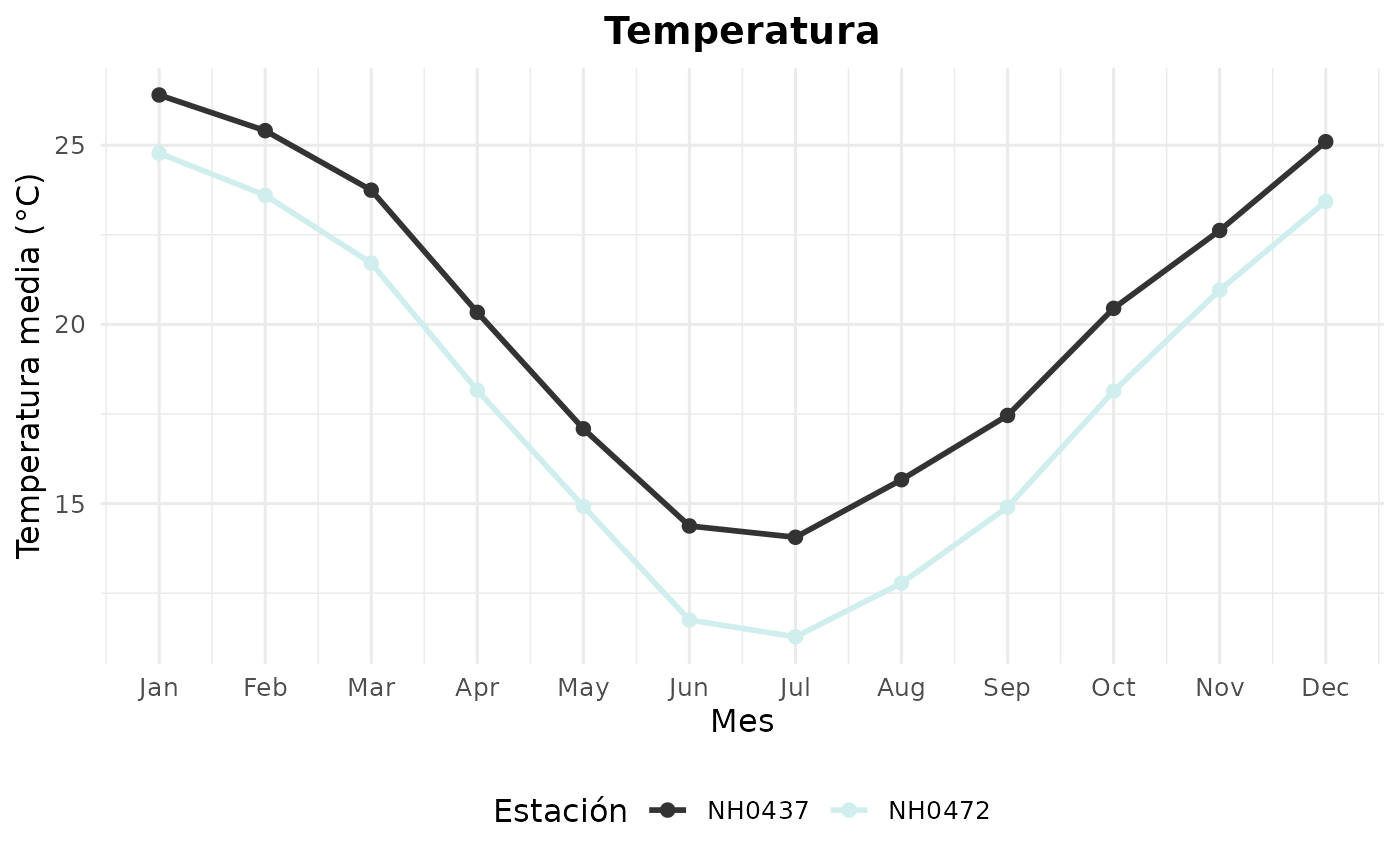 Temperatura
Temperatura media (°C)
25
20
15
Jan Feb Mar Apr May Jun Jul Aug Sep Oct Nov Dec
Mes
Estación NH0437 NH0472